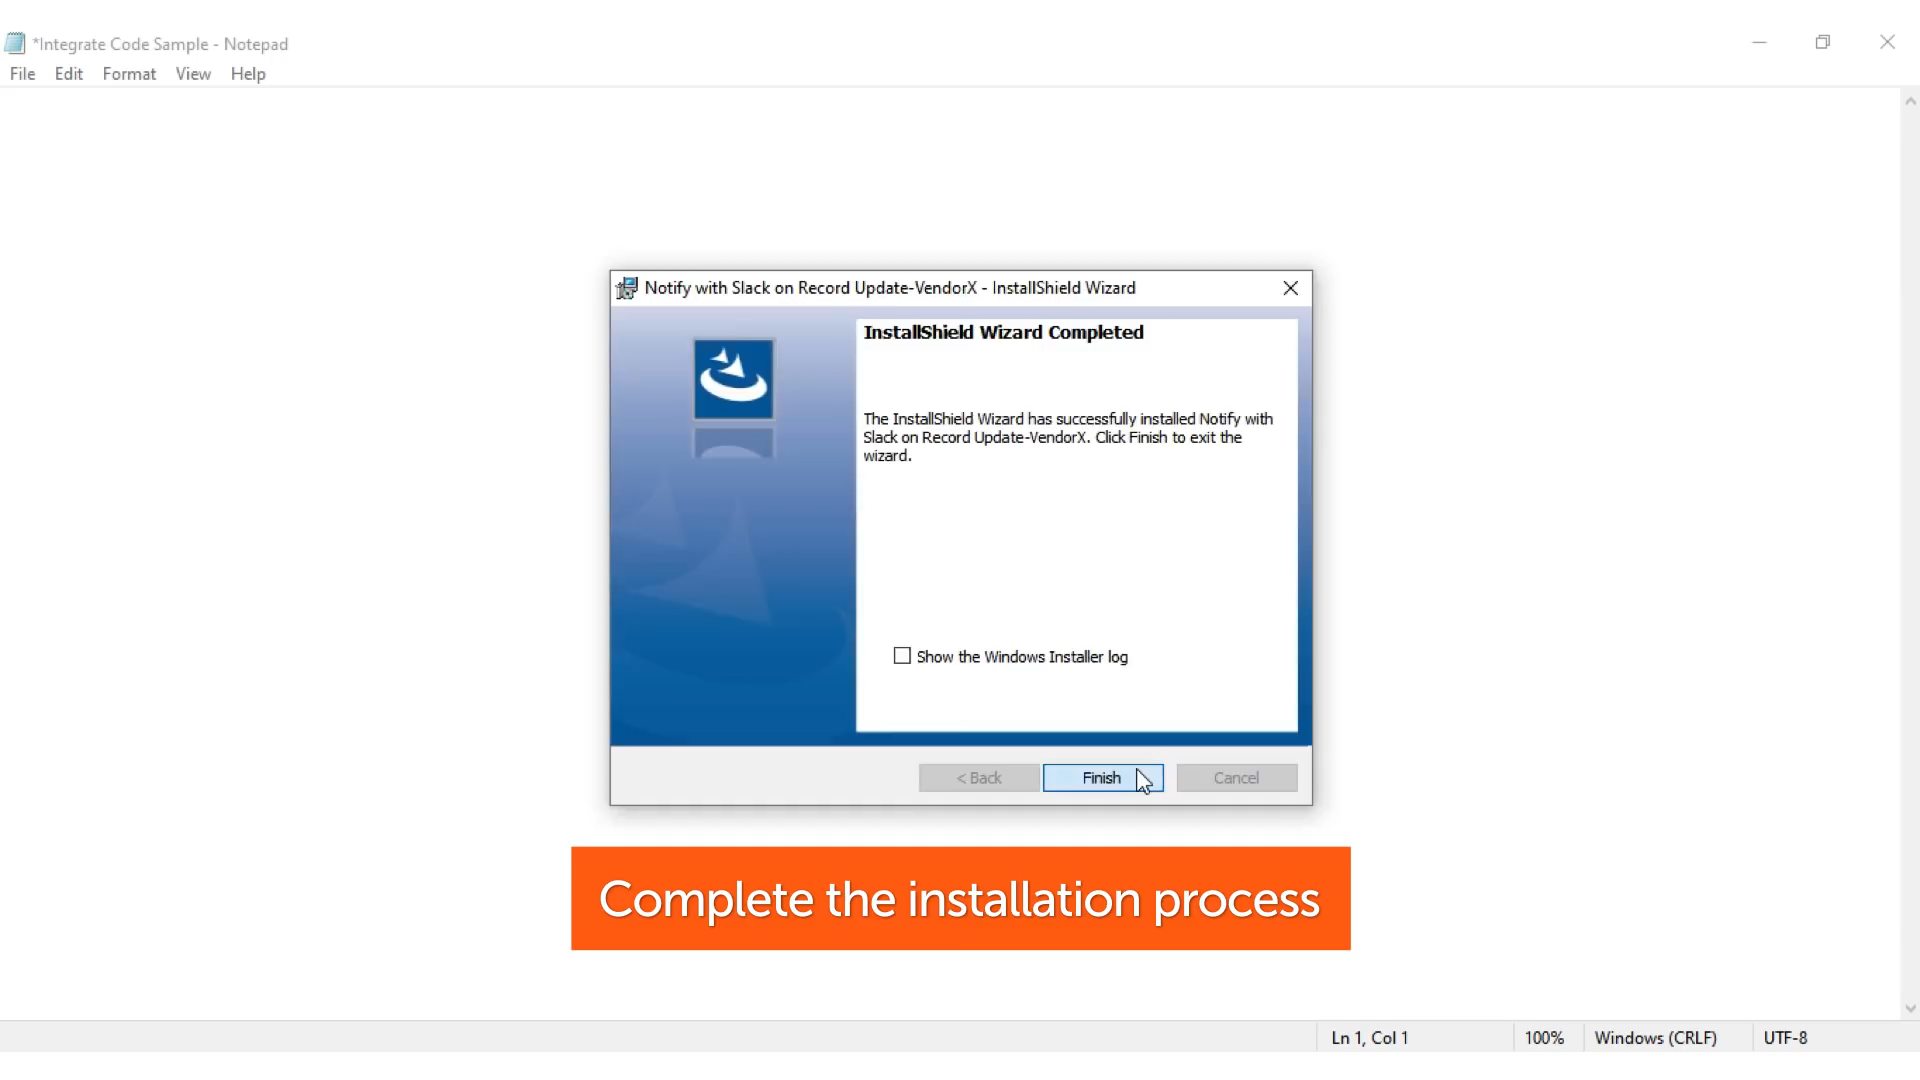 *Integrate Code Sample - Notepad
File Edit Format View Help
Notify with Slack on Record Update-VendorX - InstallShield Wizard
InstallShield Wizard Completed
The InstallShield Wizard has successfully installed Notify with
Slack on Record Update-VendorX. Click Finish to exit the
wizard.
Show the Windows Installer log
< Back Finish Cancel
Complete the installation process
Ln 1, Col 1 100% Windows (CRLF) UTF-8